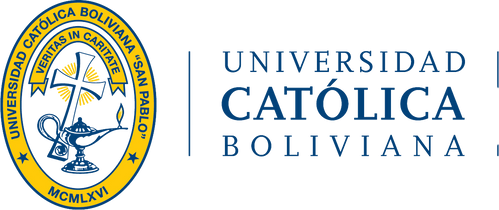 UNIVERSIDAD CATÓLICA BOLIVIANA "SAN PABLO"
VERITAS IN CARITATE
MCMLXVI
UNIVERSIDAD
CATÓLICA
BOLIVIANA